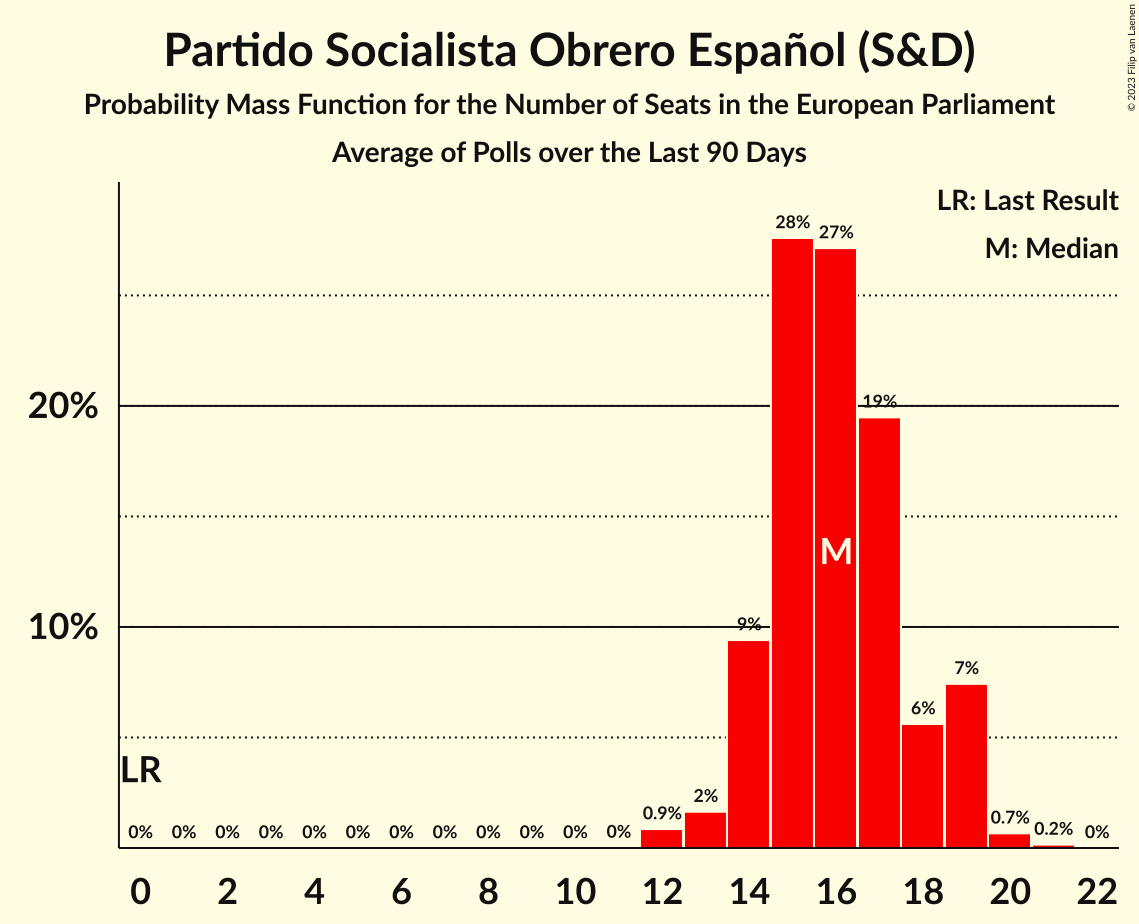 Partido Socialista Obrero Español (S&D)
Probability Mass Function for the Number of Seats in the European Parliament
Average of Polls over the Last 90 Days
© 2023 Filip van Laenen
LR: Last Result
M: Median
28%
27%
20%
19%
M
10%
9%
7%
6%
LR
2%
0.9%
0.7%
0.2%
0% 0% 0% 0% 0% 0% 0% 0% 0% 0% 0% 0% 0%
0 2 4 6 8 10 12 14 16 18 20 22